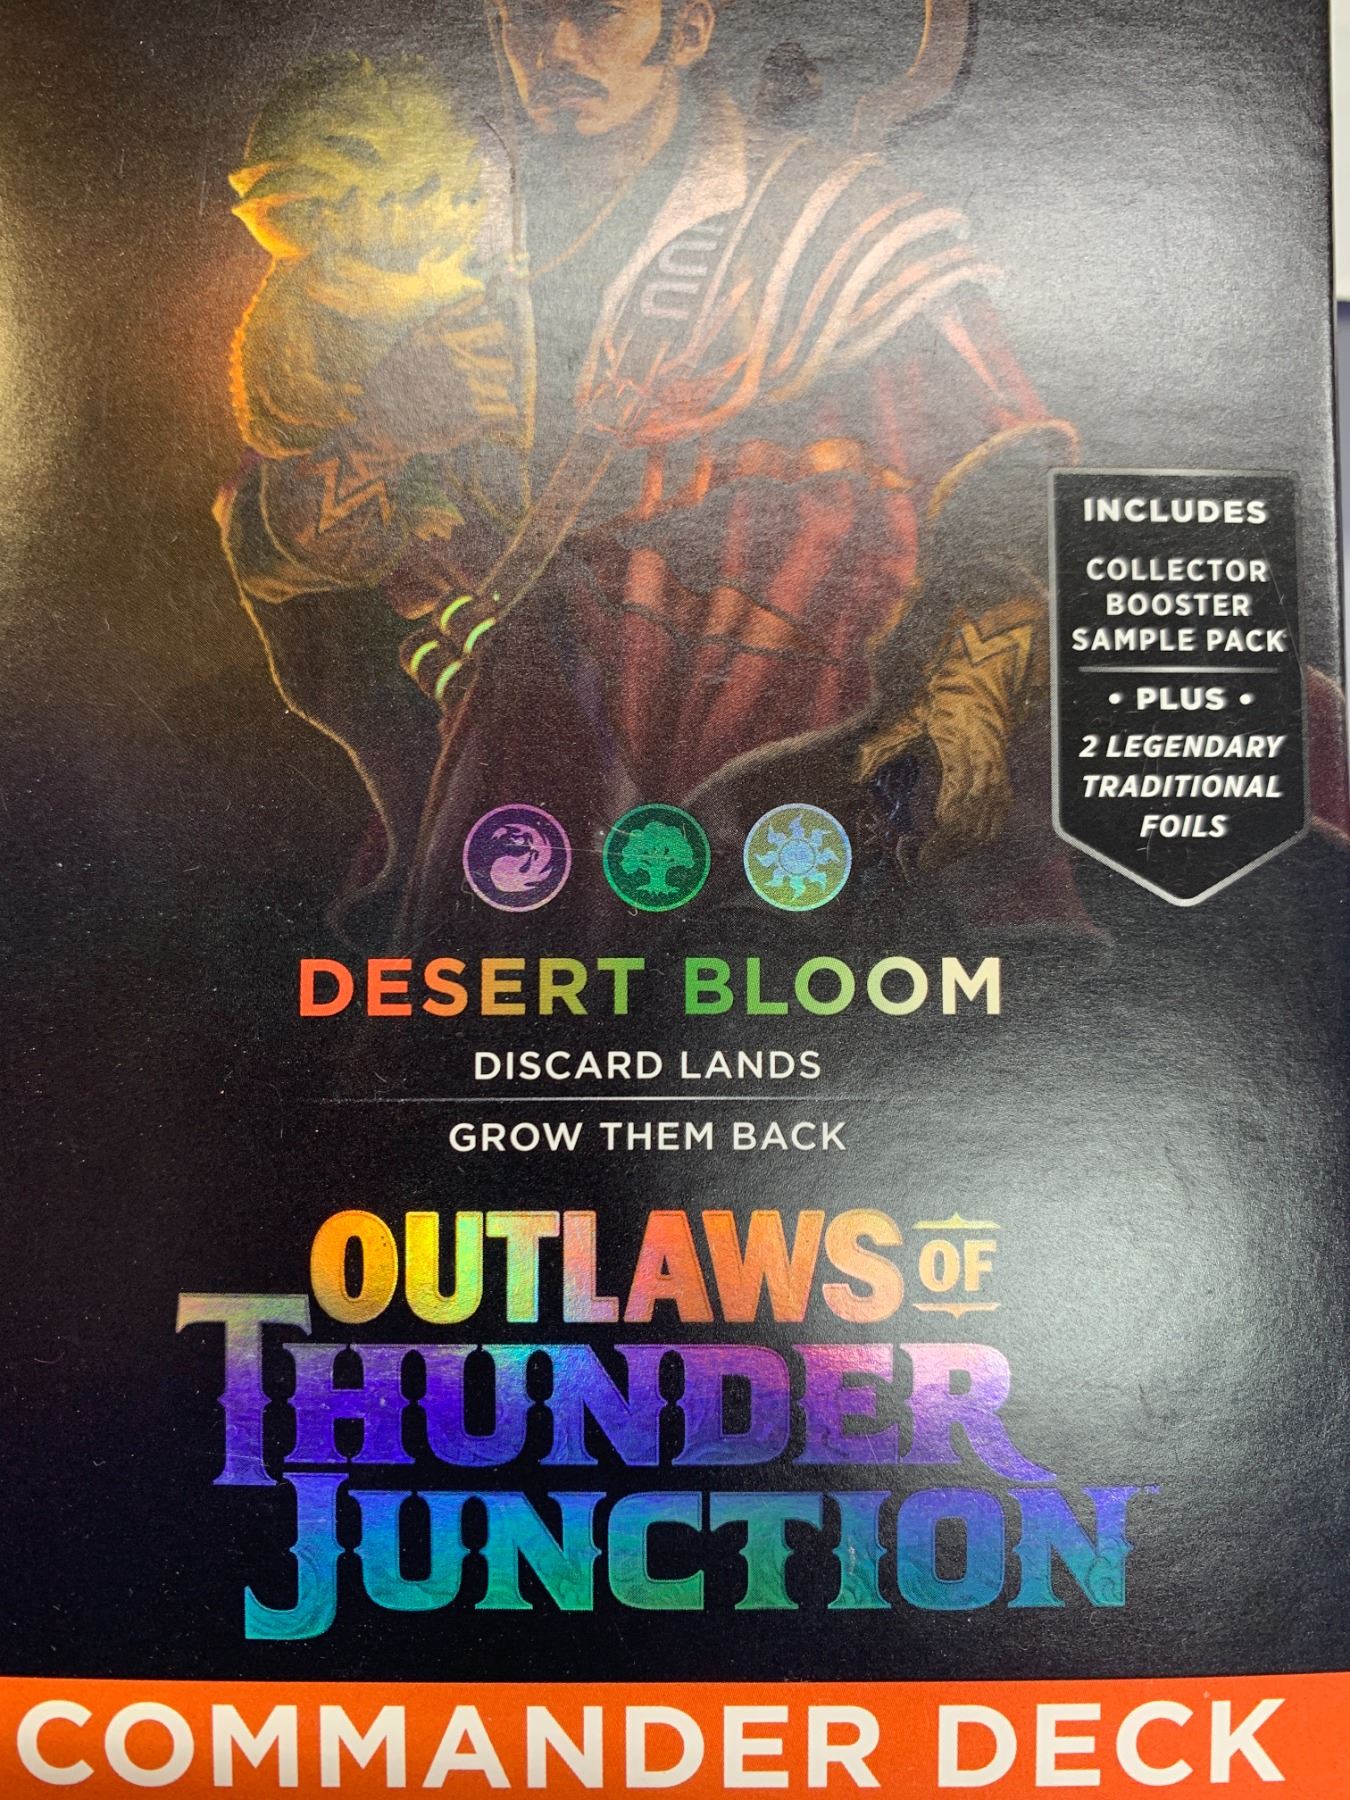 INCLUDES
COLLECTOR
BOOSTER
SAMPLE PACK
• PLUS •
2 LEGENDARY
TRADITIONAL
FOILS
DESERT BLOOM
DISCARD LANDS
GROW THEM BACK
OUTLAWS OF
THUNDER
JUNCTION™
COMMANDER DECK